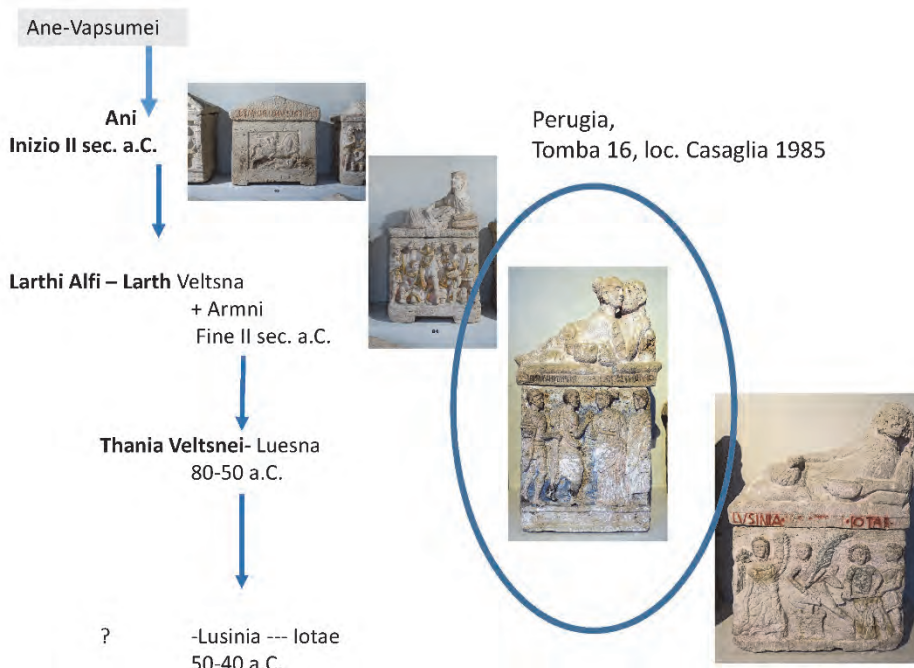 Ane-Vapsumei
Ani
Inizio II sec. a.C.
Perugia,
Tomba 16, loc. Casaglia 1985
Larthi Alfi – Larth Veltsna
+ Armni
Fine II sec. a.C.
Thania Veltsnei- Luesna
80-50 a.C.
LVSINIA IOTAE
? -Lusinia --- Iotae
50-40 a.C.